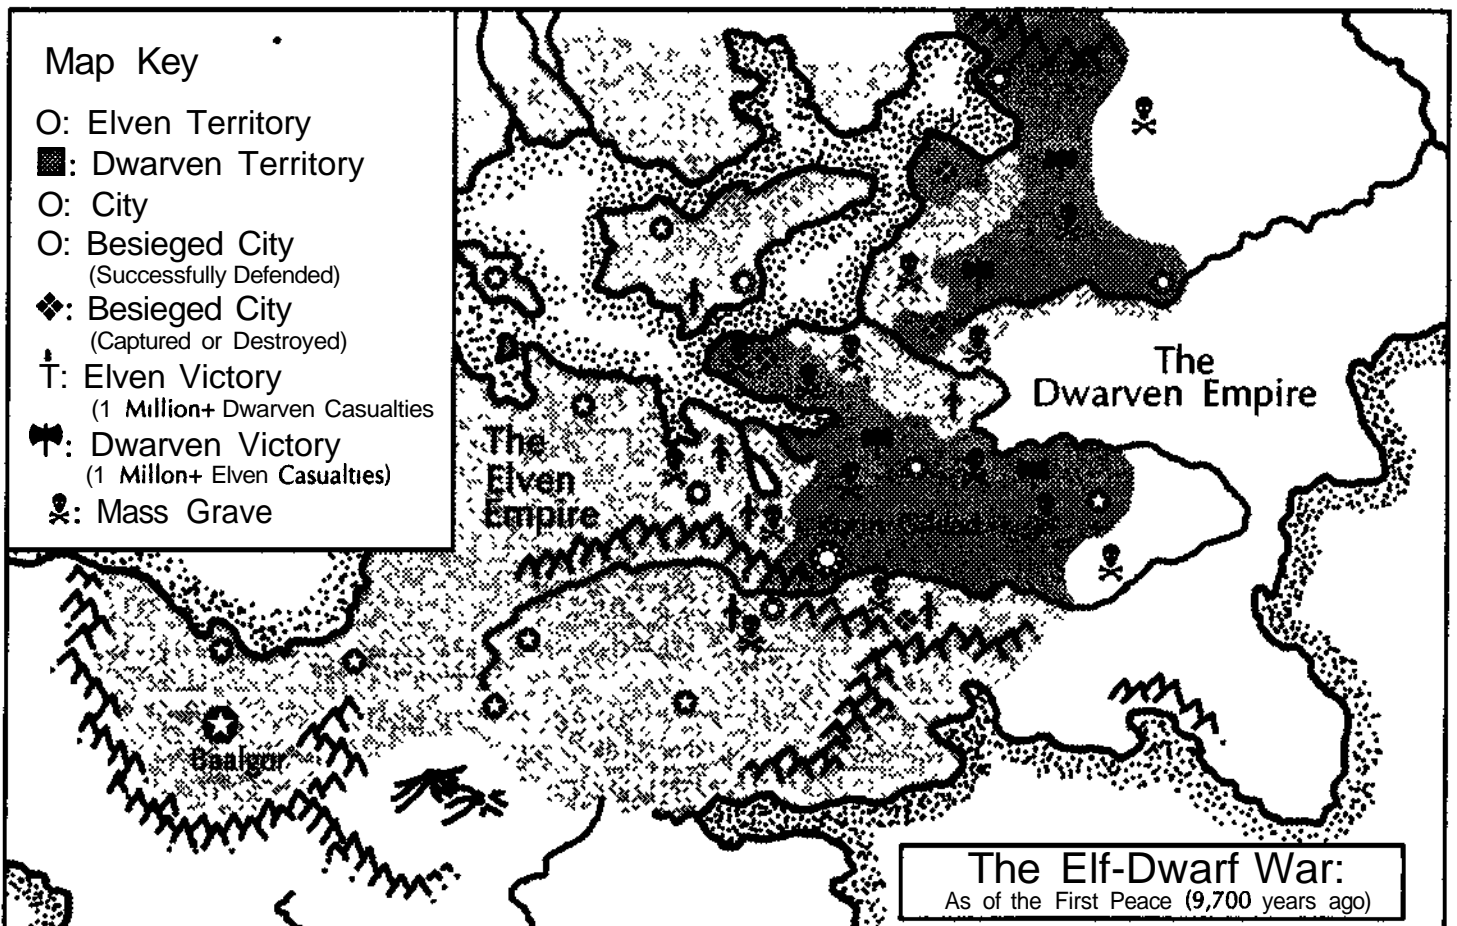 Map Key
O: Elven Territory
■: Dwarven Territory
O: City
O: Besieged City
(Successfully Defended)
❖: Besieged City
(Captured or Destroyed)
T: Elven Victory
(1 Million+ Dwarven Casualties
: Dwarven Victory
(1 Millon+ Elven Casualties)
: Mass Grave
The
Dwarven Empire
The
Elven
Empire
Baalgor
The Elf-Dwarf War:
As of the First Peace (9,700 years ago)